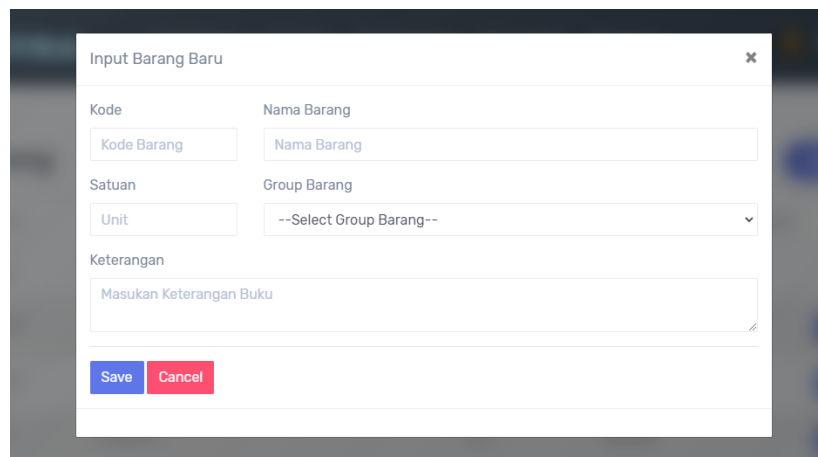 Input Barang Baru ×
Kode Nama Barang
Kode Barang Nama Barang
Satuan Group Barang
Unit --Select Group Barang--
Keterangan
Masukan Keterangan Buku
Save Cancel